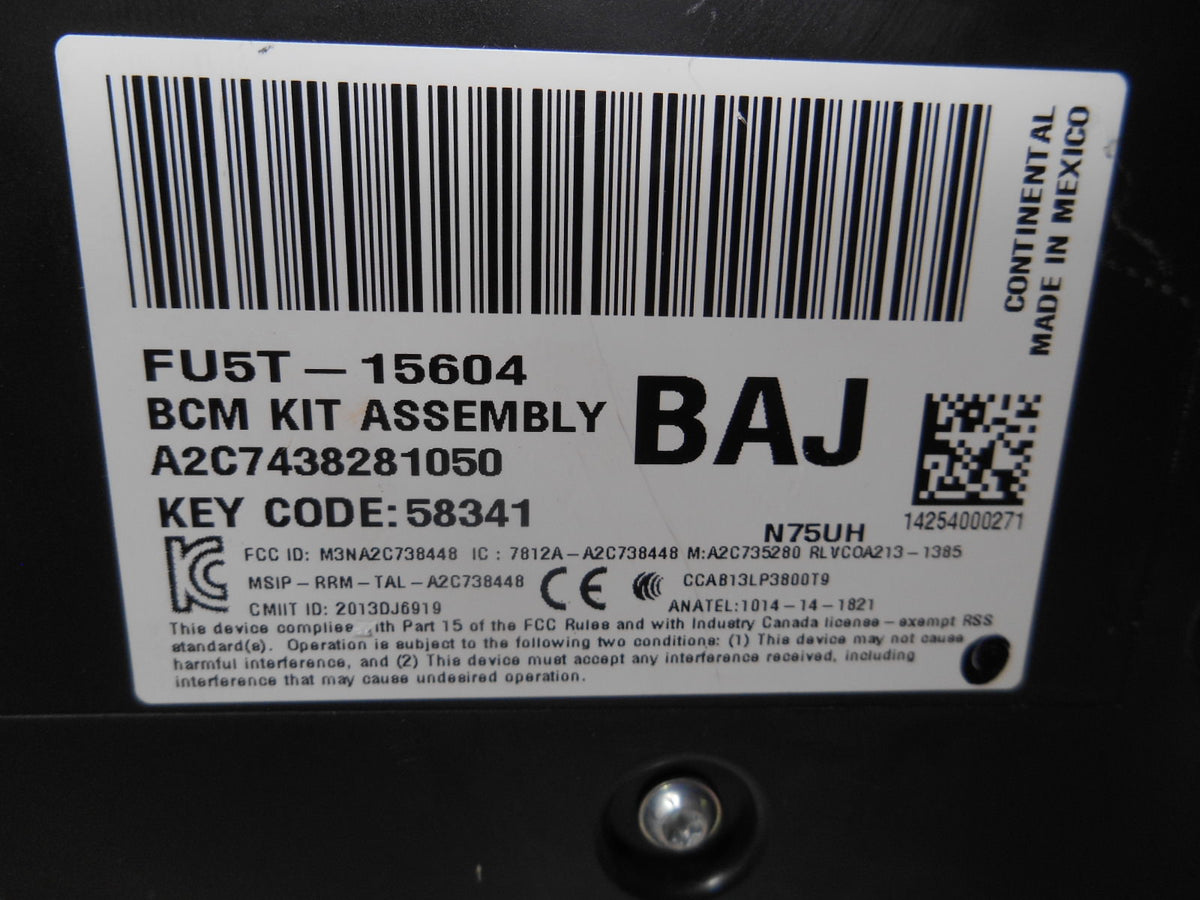 CONTINENTAL
MADE IN MEXICO
FU5T – 15604
BCM KIT ASSEMBLY
BAJ
A2C7438281050
KEY CODE: 58341
N75UH
14254000271
FCC ID: M3NA2C738448 IC : 7812A–A2C738448 M:A2C735280 RLVCOA213-1385
MSIP – RRM – TAL – A2C738448
CE
CCAB13LP3800T9
CMIIT ID: 2013DJ6919
ANATEL:1014 – 14 – 1821
This device complies with Part 15 of the FCC Rules and with Industry Canada license – exempt RSS
standard(s). Operation is subject to the following two conditions: (1) This device may not cause
harmful interference, and (2) This device must accept any interference received, including
interference that may cause undesired operation.